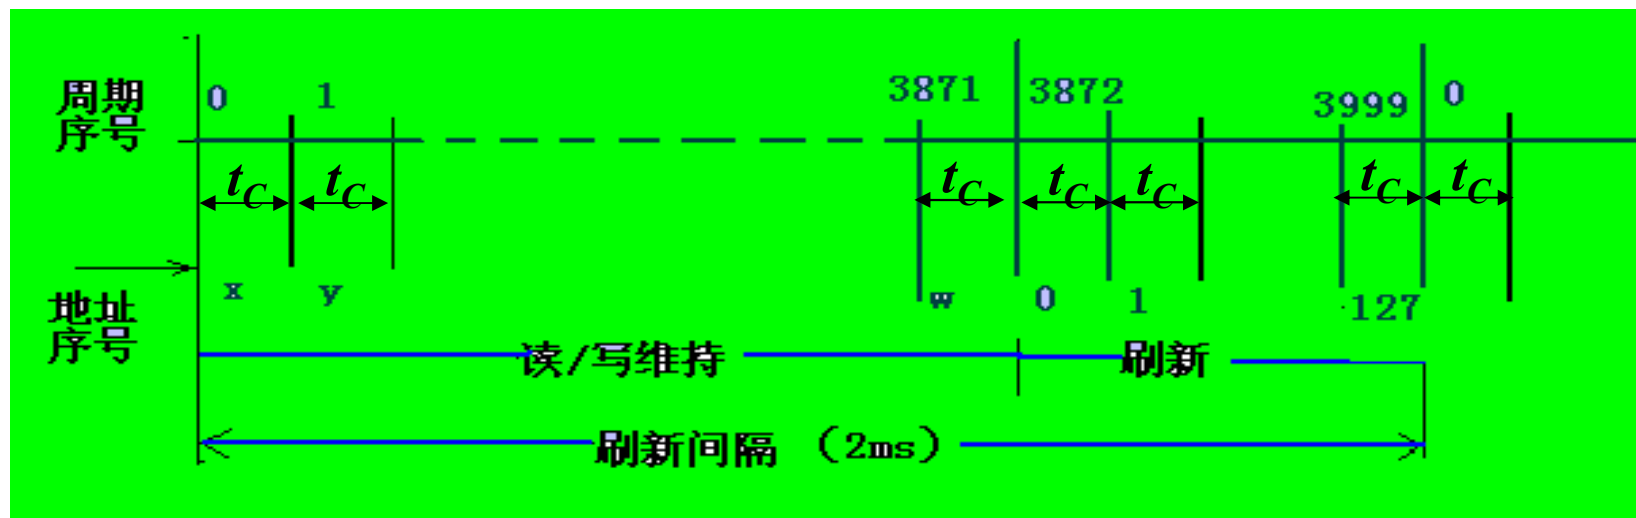 周期
序号
0 1 3871 3872 3999 0
tC tC tC tC tC tC tC
地址
序号
x y w 0 1 127
读/写维持 刷新
刷新间隔 (2ms)